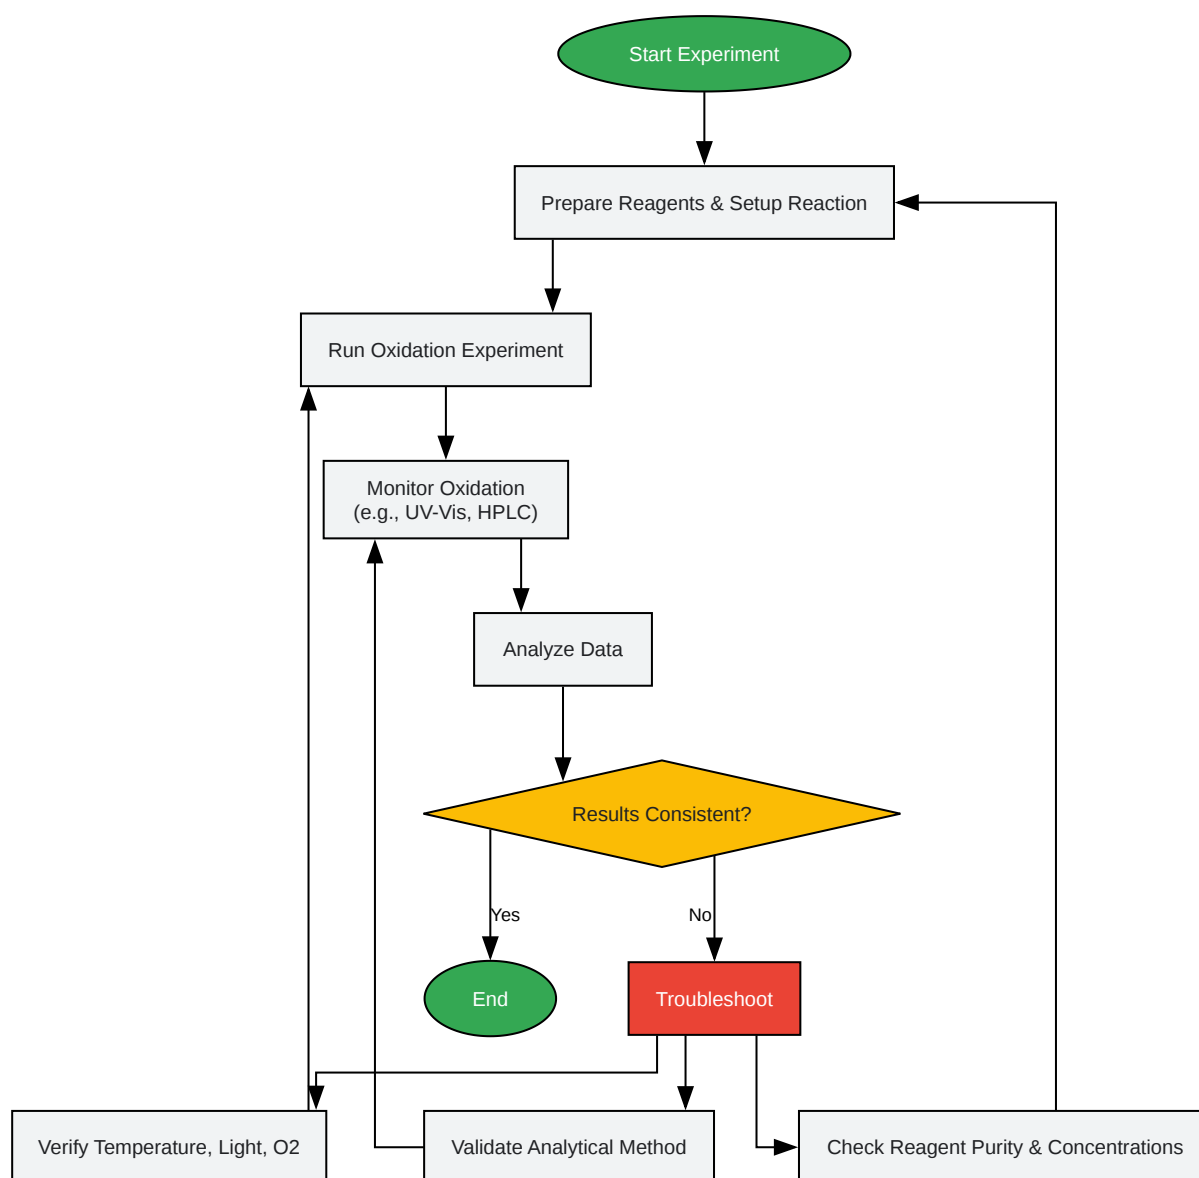 Start Experiment
Prepare Reagents & Setup Reaction
Run Oxidation Experiment
Monitor Oxidation
(e.g., UV-Vis, HPLC)
Analyze Data
Results Consistent?
Yes
No
End
Troubleshoot
Verify Temperature, Light, O2
Validate Analytical Method
Check Reagent Purity & Concentrations